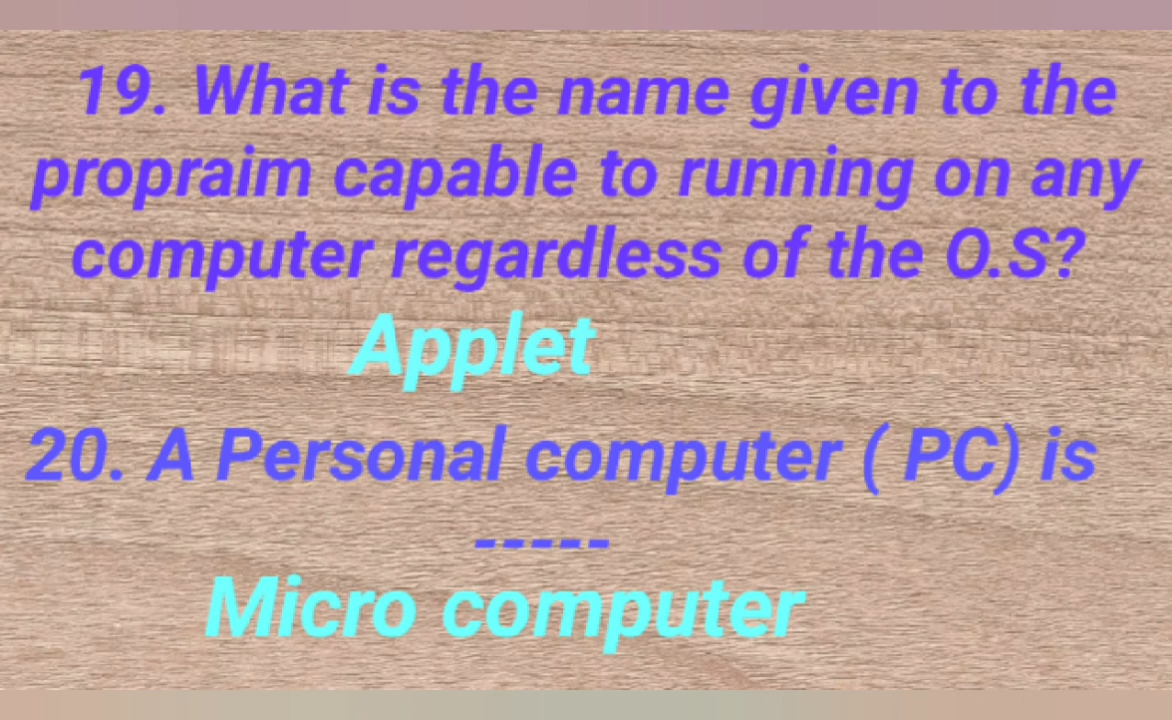 19. What is the name given to the
propraim capable to running on any
computer regardless of the O.S?
Applet
20. A Personal computer ( PC) is
-----
Micro computer